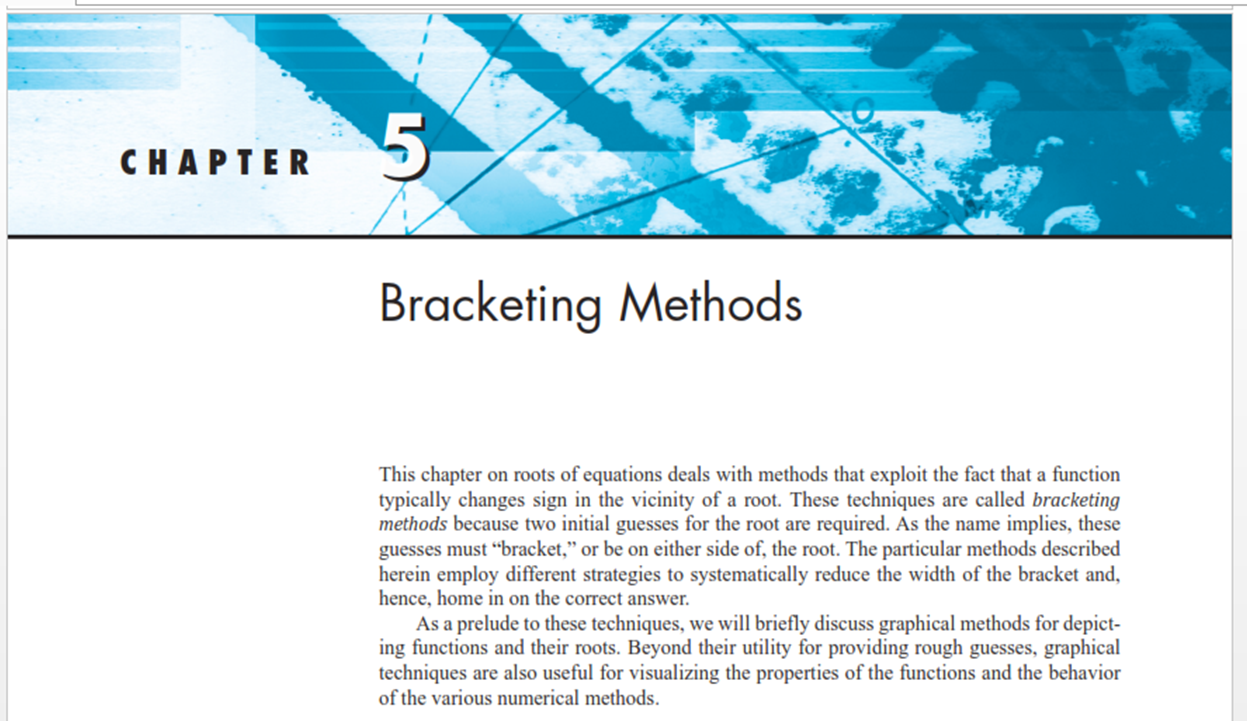 CHAPTER 5
Bracketing Methods
This chapter on roots of equations deals with methods that exploit the fact that a function
typically changes sign in the vicinity of a root. These techniques are called bracketing
methods because two initial guesses for the root are required. As the name implies, these
guesses must “bracket,” or be on either side of, the root. The particular methods described
herein employ different strategies to systematically reduce the width of the bracket and,
hence, home in on the correct answer.
As a prelude to these techniques, we will briefly discuss graphical methods for depict-
ing functions and their roots. Beyond their utility for providing rough guesses, graphical
techniques are also useful for visualizing the properties of the functions and the behavior
of the various numerical methods.